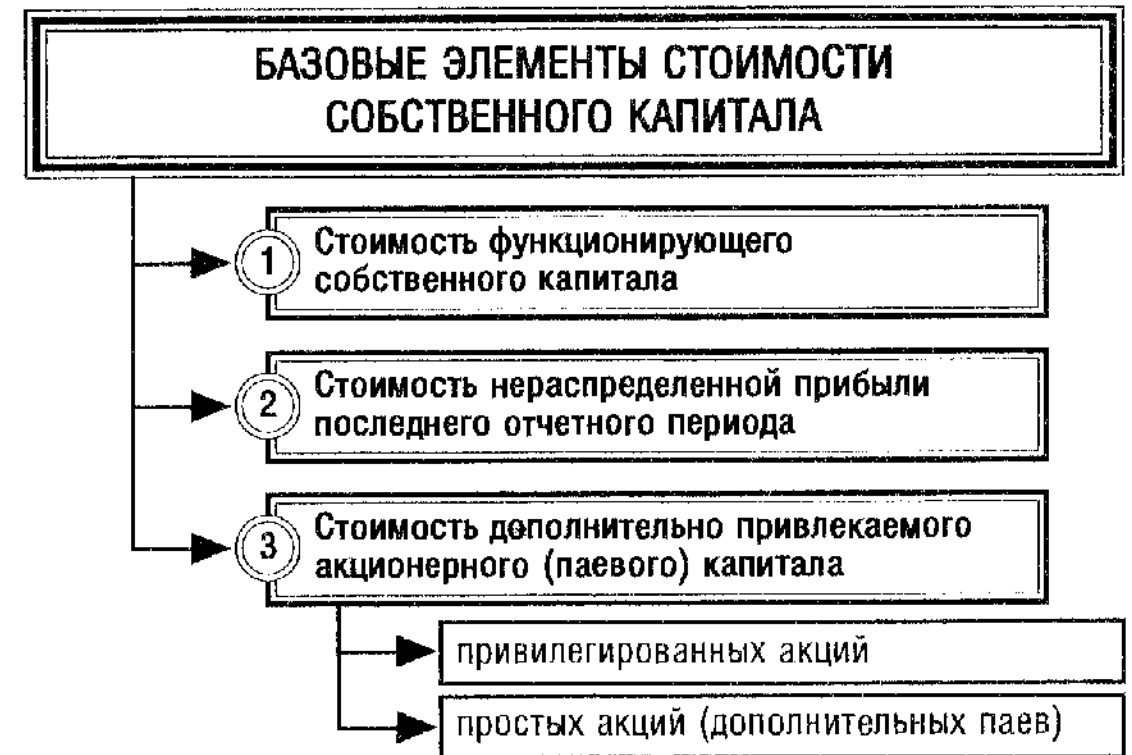 БАЗОВЫЕ ЭЛЕМЕНТЫ СТОИМОСТИ
СОБСТВЕННОГО КАПИТАЛА
1 Стоимость функционирующего
собственного капитала
2 Стоимость нераспределенной прибыли
последнего отчетного периода
3 Стоимость дополнительно привлекаемого
акционерного (паевого) капитала
привилегированных акций
простых акций (дополнительных паев)